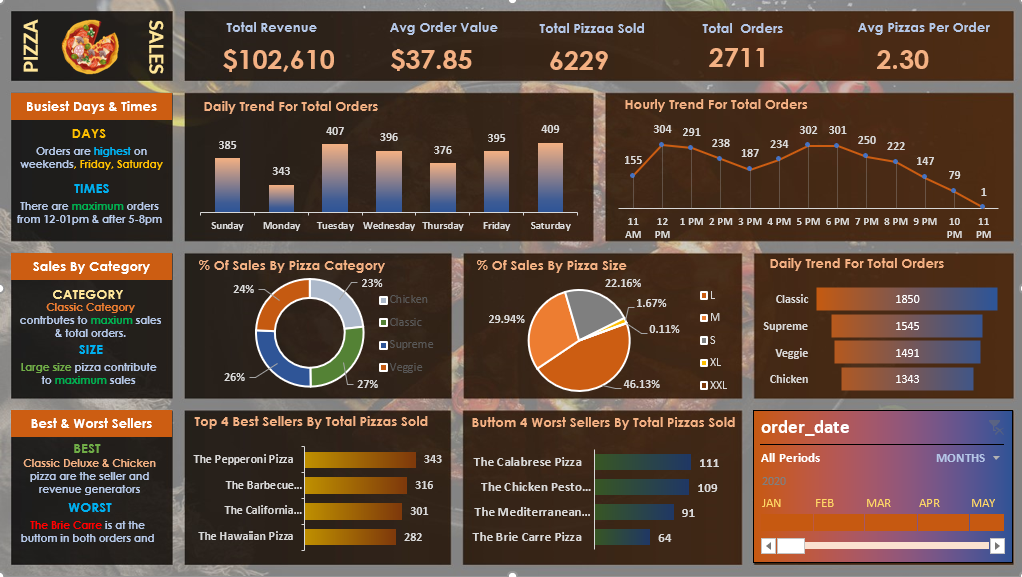 PIZZA
SALES
Total Revenue
$102,610
Avg Order Value
$37.85
Total Pizzaa Sold
6229
Total Orders
2711
Avg Pizzas Per Order
2.30
Busiest Days & Times
DAYS
Orders are highest on
weekends, Friday, Saturday
TIMES
There are maximum orders
from 12-01pm & after 5-8pm
Daily Trend For Total Orders
385
343
407
396
376
395
409
Sunday Monday Tuesday Wednesday Thursday Friday Saturday
Hourly Trend For Total Orders
155
304
291
238
187
234
302
301
250
222
147
79
1
11 AM
12 PM
1 PM
2 PM
3 PM
4 PM
5 PM
6 PM
7 PM
8 PM
9 PM
10 PM
11 PM
Sales By Category
CATEGORY
Classic Category
contrbutes to maxium sales
& total orders.
SIZE
Large size pizza contribute
to maximum sales
% Of Sales By Pizza Category
23%
27%
26%
24%
Chicken
Classic
Supreme
Veggie
% Of Sales By Pizza Size
22.16%
1.67%
0.11%
46.13%
29.94%
L
M
S
XL
XXL
Daily Trend For Total Orders
Classic 1850
Supreme 1545
Veggie 1491
Chicken 1343
Best & Worst Sellers
BEST
Classic Deluxe & Chicken
pizza are the seller and
revenue generators
WORST
The Brie Carre is at the
buttom in both orders and
Top 4 Best Sellers By Total Pizzas Sold
The Pepperoni Pizza 343
The Barbecue... 316
The California... 301
The Hawaiian Pizza 282
Buttom 4 Worst Sellers By Total Pizzas Sold
The Calabrese Pizza 111
The Chicken Pesto... 109
The Mediterranean... 91
The Brie Carre Pizza 64
order_date
All Periods
MONTHS
2020
JAN FEB MAR APR MAY